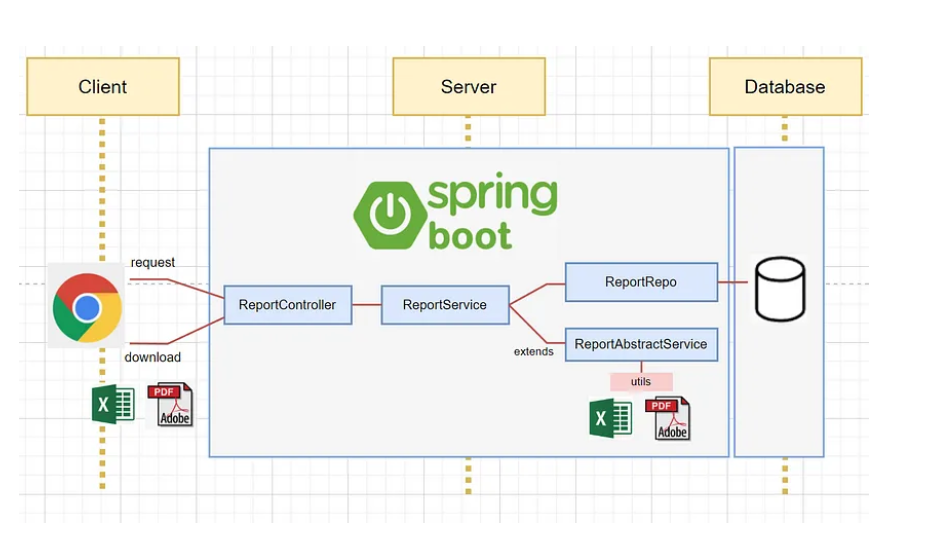 Client
Server
Database
spring
boot
request
ReportController
ReportService
ReportRepo
ReportAbstractService
extends
download
utils
X
PDF
Adobe
X
PDF
Adobe